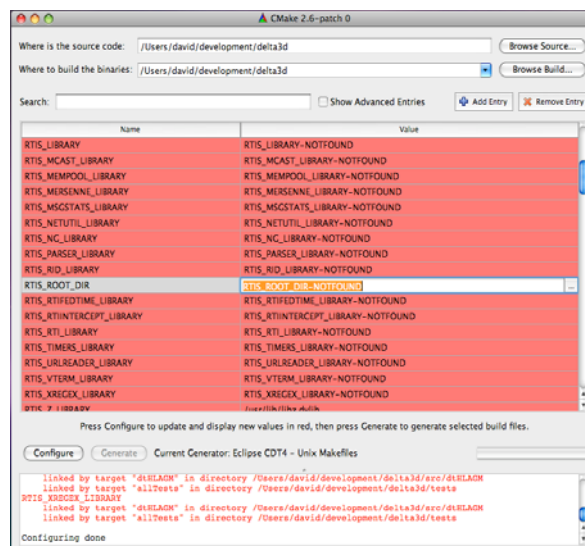 CMake 2.6-patch 0
Where is the source code: /Users/david/development/delta3d Browse Source...
Where to build the binaries: /Users/david/development/delta3d Browse Build...
Search: Show Advanced Entries Add Entry Remove Entry
Name Value
RTIS_LIBRARY RTIS_LIBRARY-NOTFOUND
RTIS_MCAST_LIBRARY RTIS_MCAST_LIBRARY-NOTFOUND
RTIS_MEMPOOL_LIBRARY RTIS_MEMPOOL_LIBRARY-NOTFOUND
RTIS_MERSENNE_LIBRARY RTIS_MERSENNE_LIBRARY-NOTFOUND
RTIS_MSGSTATS_LIBRARY RTIS_MSGSTATS_LIBRARY-NOTFOUND
RTIS_NETUTIL_LIBRARY RTIS_NETUTIL_LIBRARY-NOTFOUND
RTIS_NG_LIBRARY RTIS_NG_LIBRARY-NOTFOUND
RTIS_PARSER_LIBRARY RTIS_PARSER_LIBRARY-NOTFOUND
RTIS_RID_LIBRARY RTIS_RID_LIBRARY-NOTFOUND
RTIS_ROOT_DIR RTIS_ROOT_DIR-NOTFOUND ...
RTIS_RTIFEDTIME_LIBRARY RTIS_RTIFEDTIME_LIBRARY-NOTFOUND
RTIS_RTIINTERCEPT_LIBRARY RTIS_RTIINTERCEPT_LIBRARY-NOTFOUND
RTIS_RTI_LIBRARY RTIS_RTI_LIBRARY-NOTFOUND
RTIS_TIMERS_LIBRARY RTIS_TIMERS_LIBRARY-NOTFOUND
RTIS_URLREADER_LIBRARY RTIS_URLREADER_LIBRARY-NOTFOUND
RTIS_VTERM_LIBRARY RTIS_VTERM_LIBRARY-NOTFOUND
RTIS_XREGEX_LIBRARY RTIS_XREGEX_LIBRARY-NOTFOUND
RTIS_Z_LIBRARY /usr/lib/libz.dylib
Press Configure to update and display new values in red, then press Generate to generate selected build files.
Configure Generate Current Generator: Eclipse CDT4 - Unix Makefiles
linked by target "dtHLAGM" in directory /Users/david/development/delta3d/src/dtHLAGM
linked by target "allTests" in directory /Users/david/development/delta3d/tests
RTIS_XREGEX_LIBRARY
linked by target "dtHLAGM" in directory /Users/david/development/delta3d/src/dtHLAGM
linked by target "allTests" in directory /Users/david/development/delta3d/tests
Configuring done